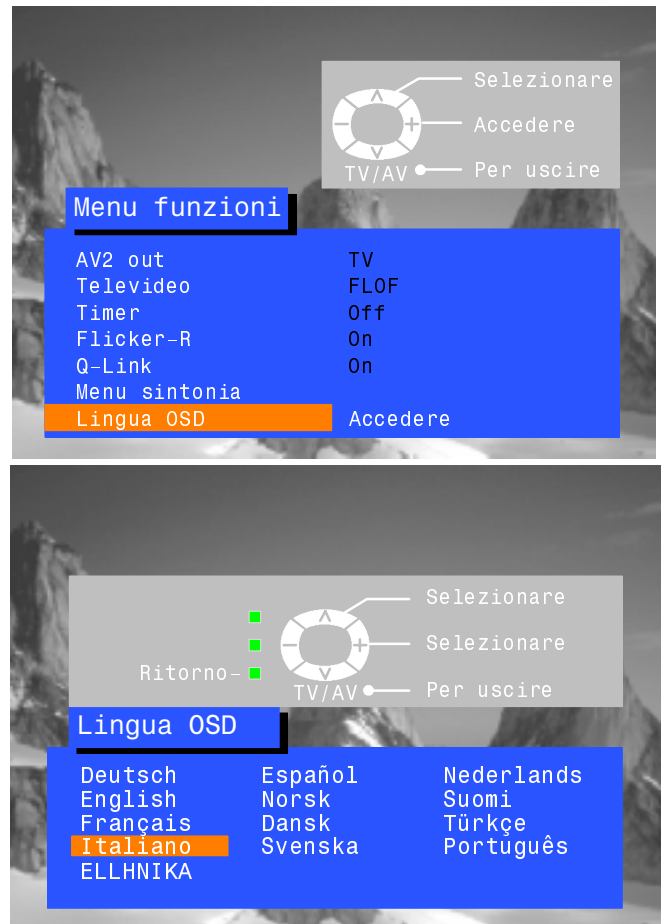 Selezionare
Accedere
TV/AV Per uscire
Menu funzioni
AV2 out TV
Televideo FLOF
Timer Off
Flicker-R On
Q-Link On
Menu sintonia
Lingua OSD Accedere
Selezionare
Selezionare
Ritorno-
TV/AV Per uscire
Lingua OSD
Deutsch Español Nederlands
English Norsk Suomi
Français Dansk Türkçe
Italiano Svenska Português
ELLHNIKA